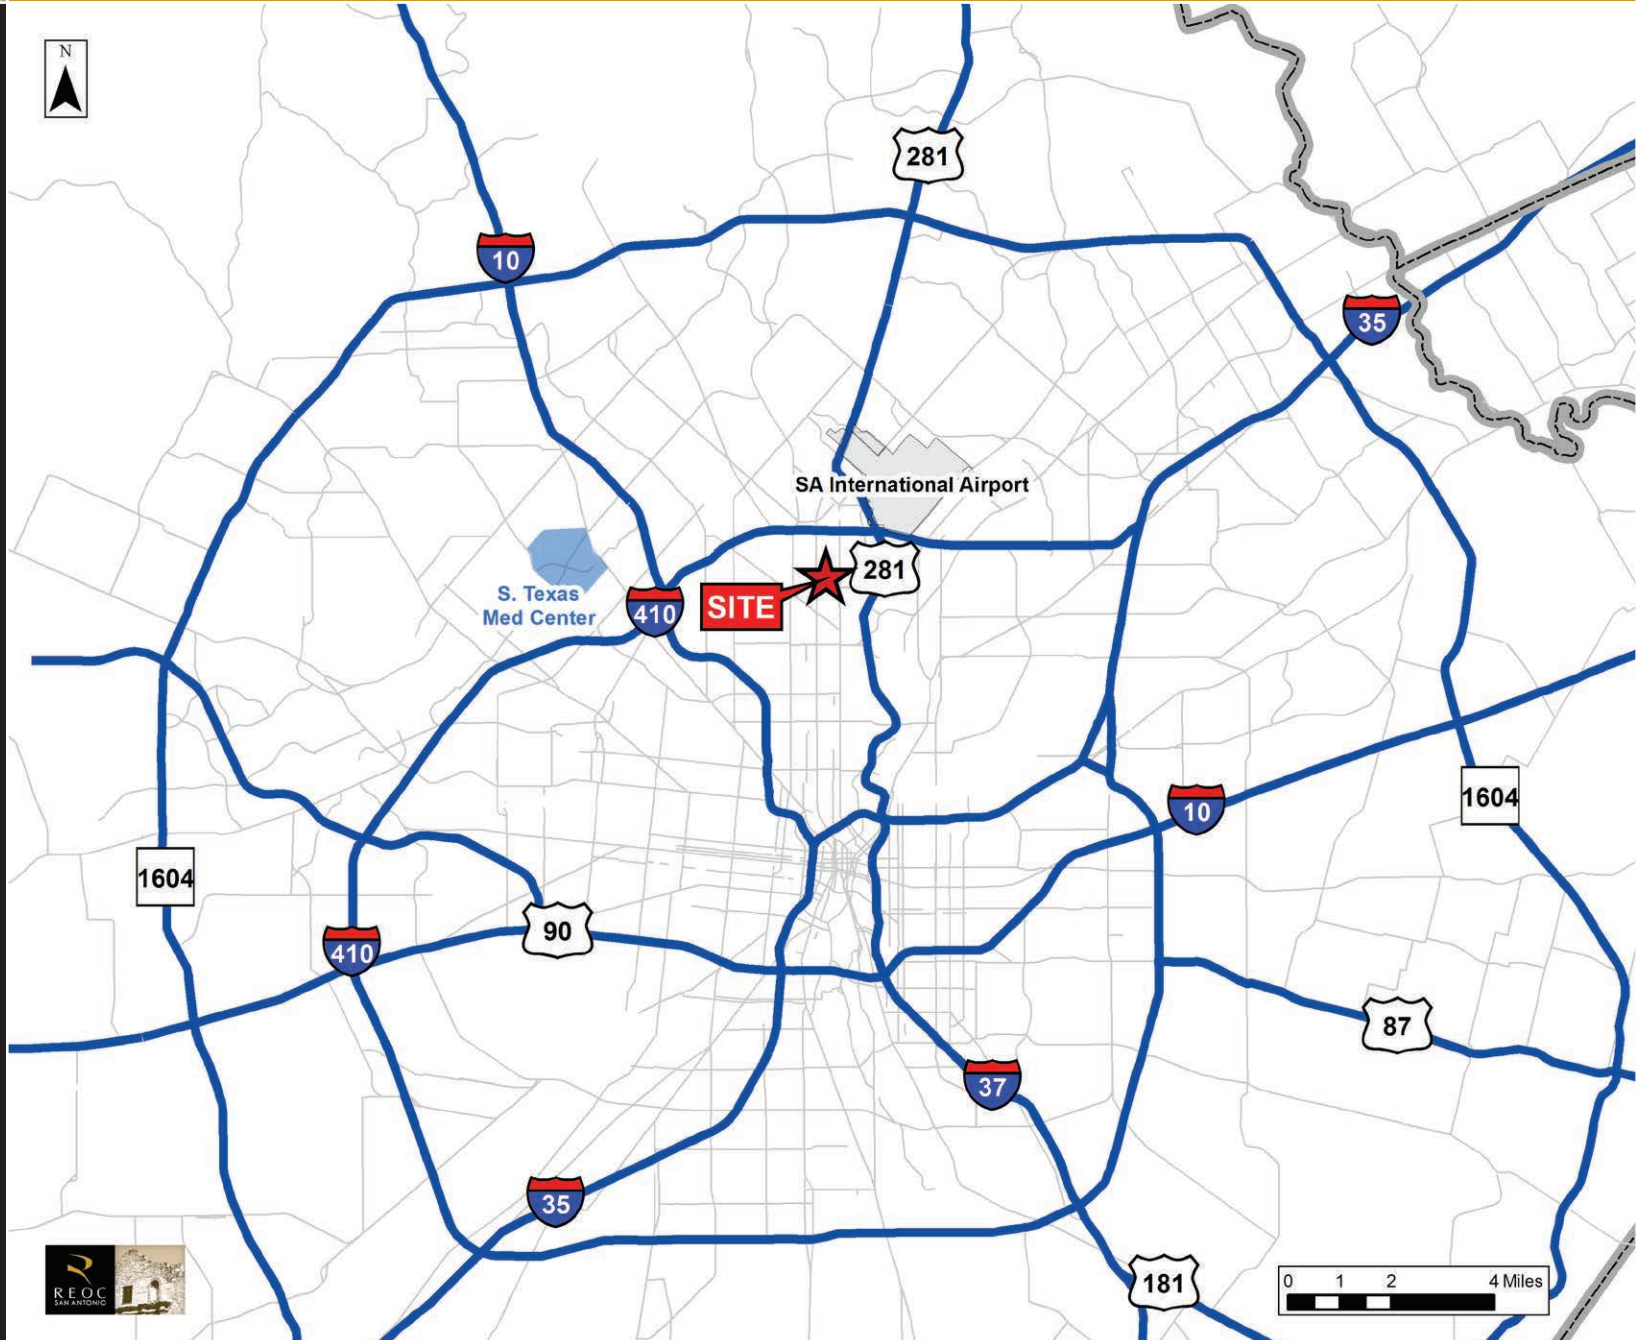 N
281
10
35
SA International Airport
281
S. Texas
Med Center
410
SITE
1604
10
1604
90
410
87
37
35
181
REOC
SAN ANTONIO
0 1 2 4 Miles